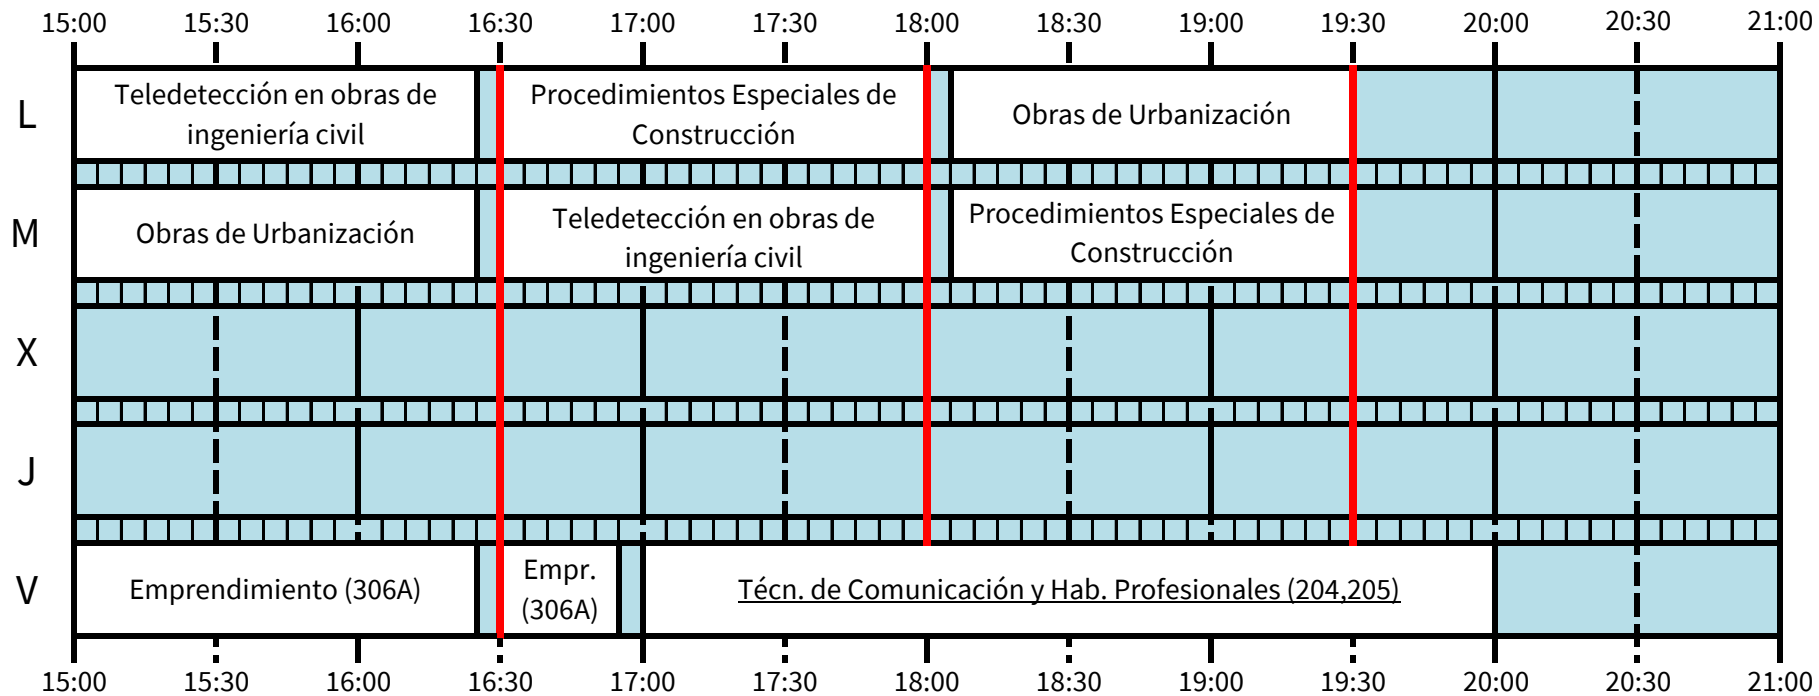 15:00 15:30 16:00 16:30 17:00 17:30 18:00 18:30 19:00 19:30 20:00 20:30 21:00
L
Teledetección en obras de
ingeniería civil
Procedimientos Especiales de
Construcción
Obras de Urbanización
M
Obras de Urbanización
Teledetección en obras de
ingeniería civil
Procedimientos Especiales de
Construcción
X
J
V
Emprendimiento (306A)
Empr.
(306A)
Técn. de Comunicación y Hab. Profesionales (204,205)
15:00 15:30 16:00 16:30 17:00 17:30 18:00 18:30 19:00 19:30 20:00 20:30 21:00